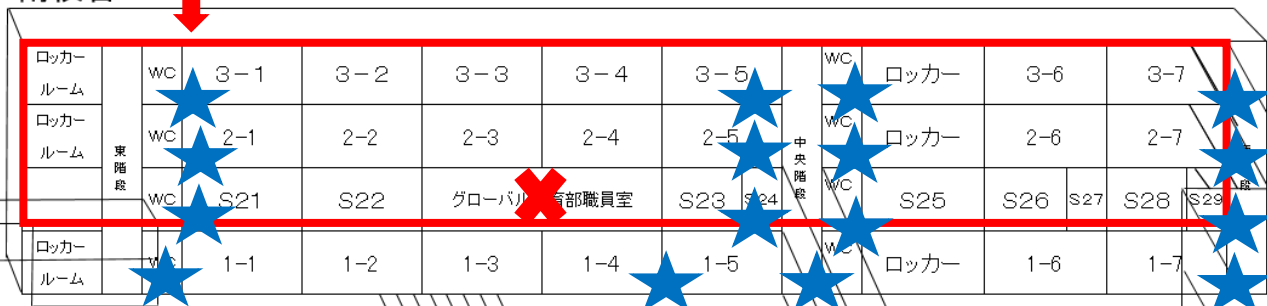 ロッカー
ルーム
WC
3-1
3-2
3-3
3-4
3-5
WC
ロッカー
3-6
3-7
ロッカー
ルーム
東階段
WC
2-1
2-2
2-3
2-4
2-5
中央階段
WC
ロッカー
2-6
2-7
WC
S21
S22
グローバル
育部職員室
S23
S24
WC
S25
S26
S27
S28
S29
段
ロッカー
ルーム
WC
1-1
1-2
1-3
1-4
1-5
WC
ロッカー
1-6
1-7